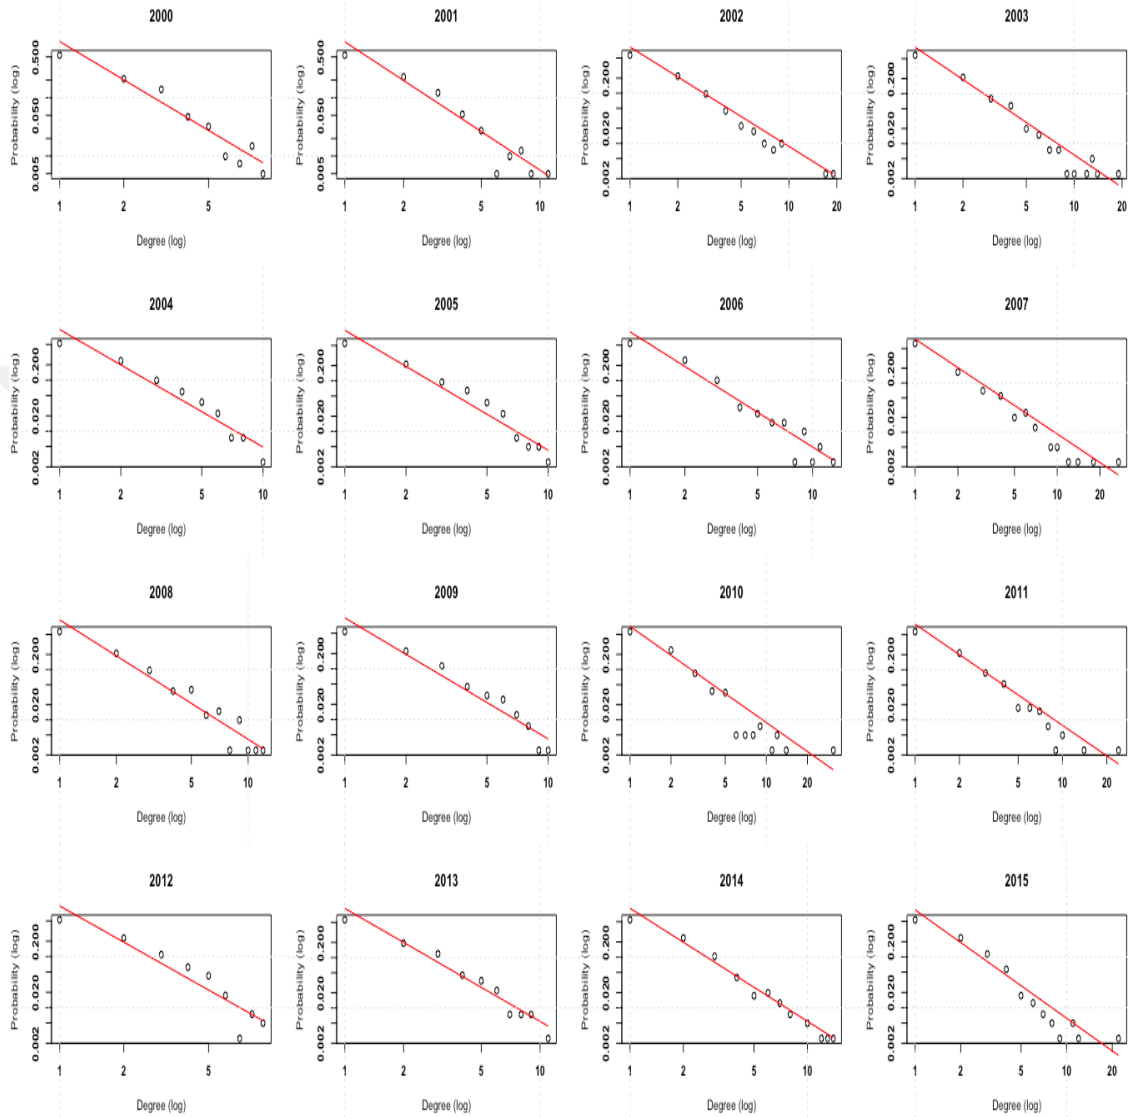 2000 2001 2002 2003
Probability (log) 0.005 0.050 0.500 Probability (log) 0.005 0.050 0.500 Probability (log) 0.002 0.020 0.200 Probability (log) 0.002 0.020 0.200
1 2 5 1 2 5 10 1 2 5 10 20 1 2 5 10 20
Degree (log) Degree (log) Degree (log) Degree (log)
2004 2005 2006 2007
Probability (log) 0.002 0.020 0.200 Probability (log) 0.002 0.020 0.200 Probability (log) 0.002 0.020 0.200 Probability (log) 0.002 0.020 0.200
1 2 5 10 1 2 5 10 1 2 5 10 1 2 5 10 20
Degree (log) Degree (log) Degree (log) Degree (log)
2008 2009 2010 2011
Probability (log) 0.002 0.020 0.200 Probability (log) 0.002 0.020 0.200 Probability (log) 0.002 0.020 0.200 Probability (log) 0.002 0.020 0.200
1 2 5 10 1 2 5 10 1 2 5 10 20 1 2 5 10 20
Degree (log) Degree (log) Degree (log) Degree (log)
2012 2013 2014 2015
Probability (log) 0.002 0.020 0.200 Probability (log) 0.002 0.020 0.200 Probability (log) 0.002 0.020 0.200 Probability (log) 0.002 0.020 0.200
1 2 5 1 2 5 10 1 2 5 10 1 2 5 10 20
Degree (log) Degree (log) Degree (log) Degree (log)